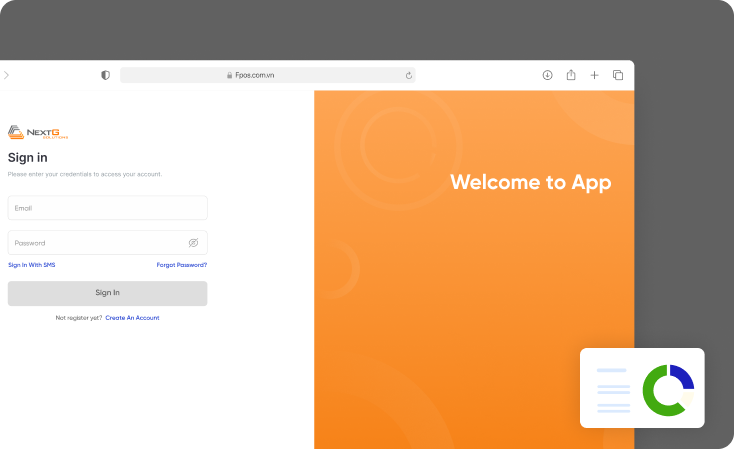 Fpos.com.vn
NEXTG
SOLUTIONS
Sign in
Please enter your credentials to access your account.
Email
Password
Sign In With SMS
Forgot Password?
Sign In
Not register yet? Create An Account
Welcome to App